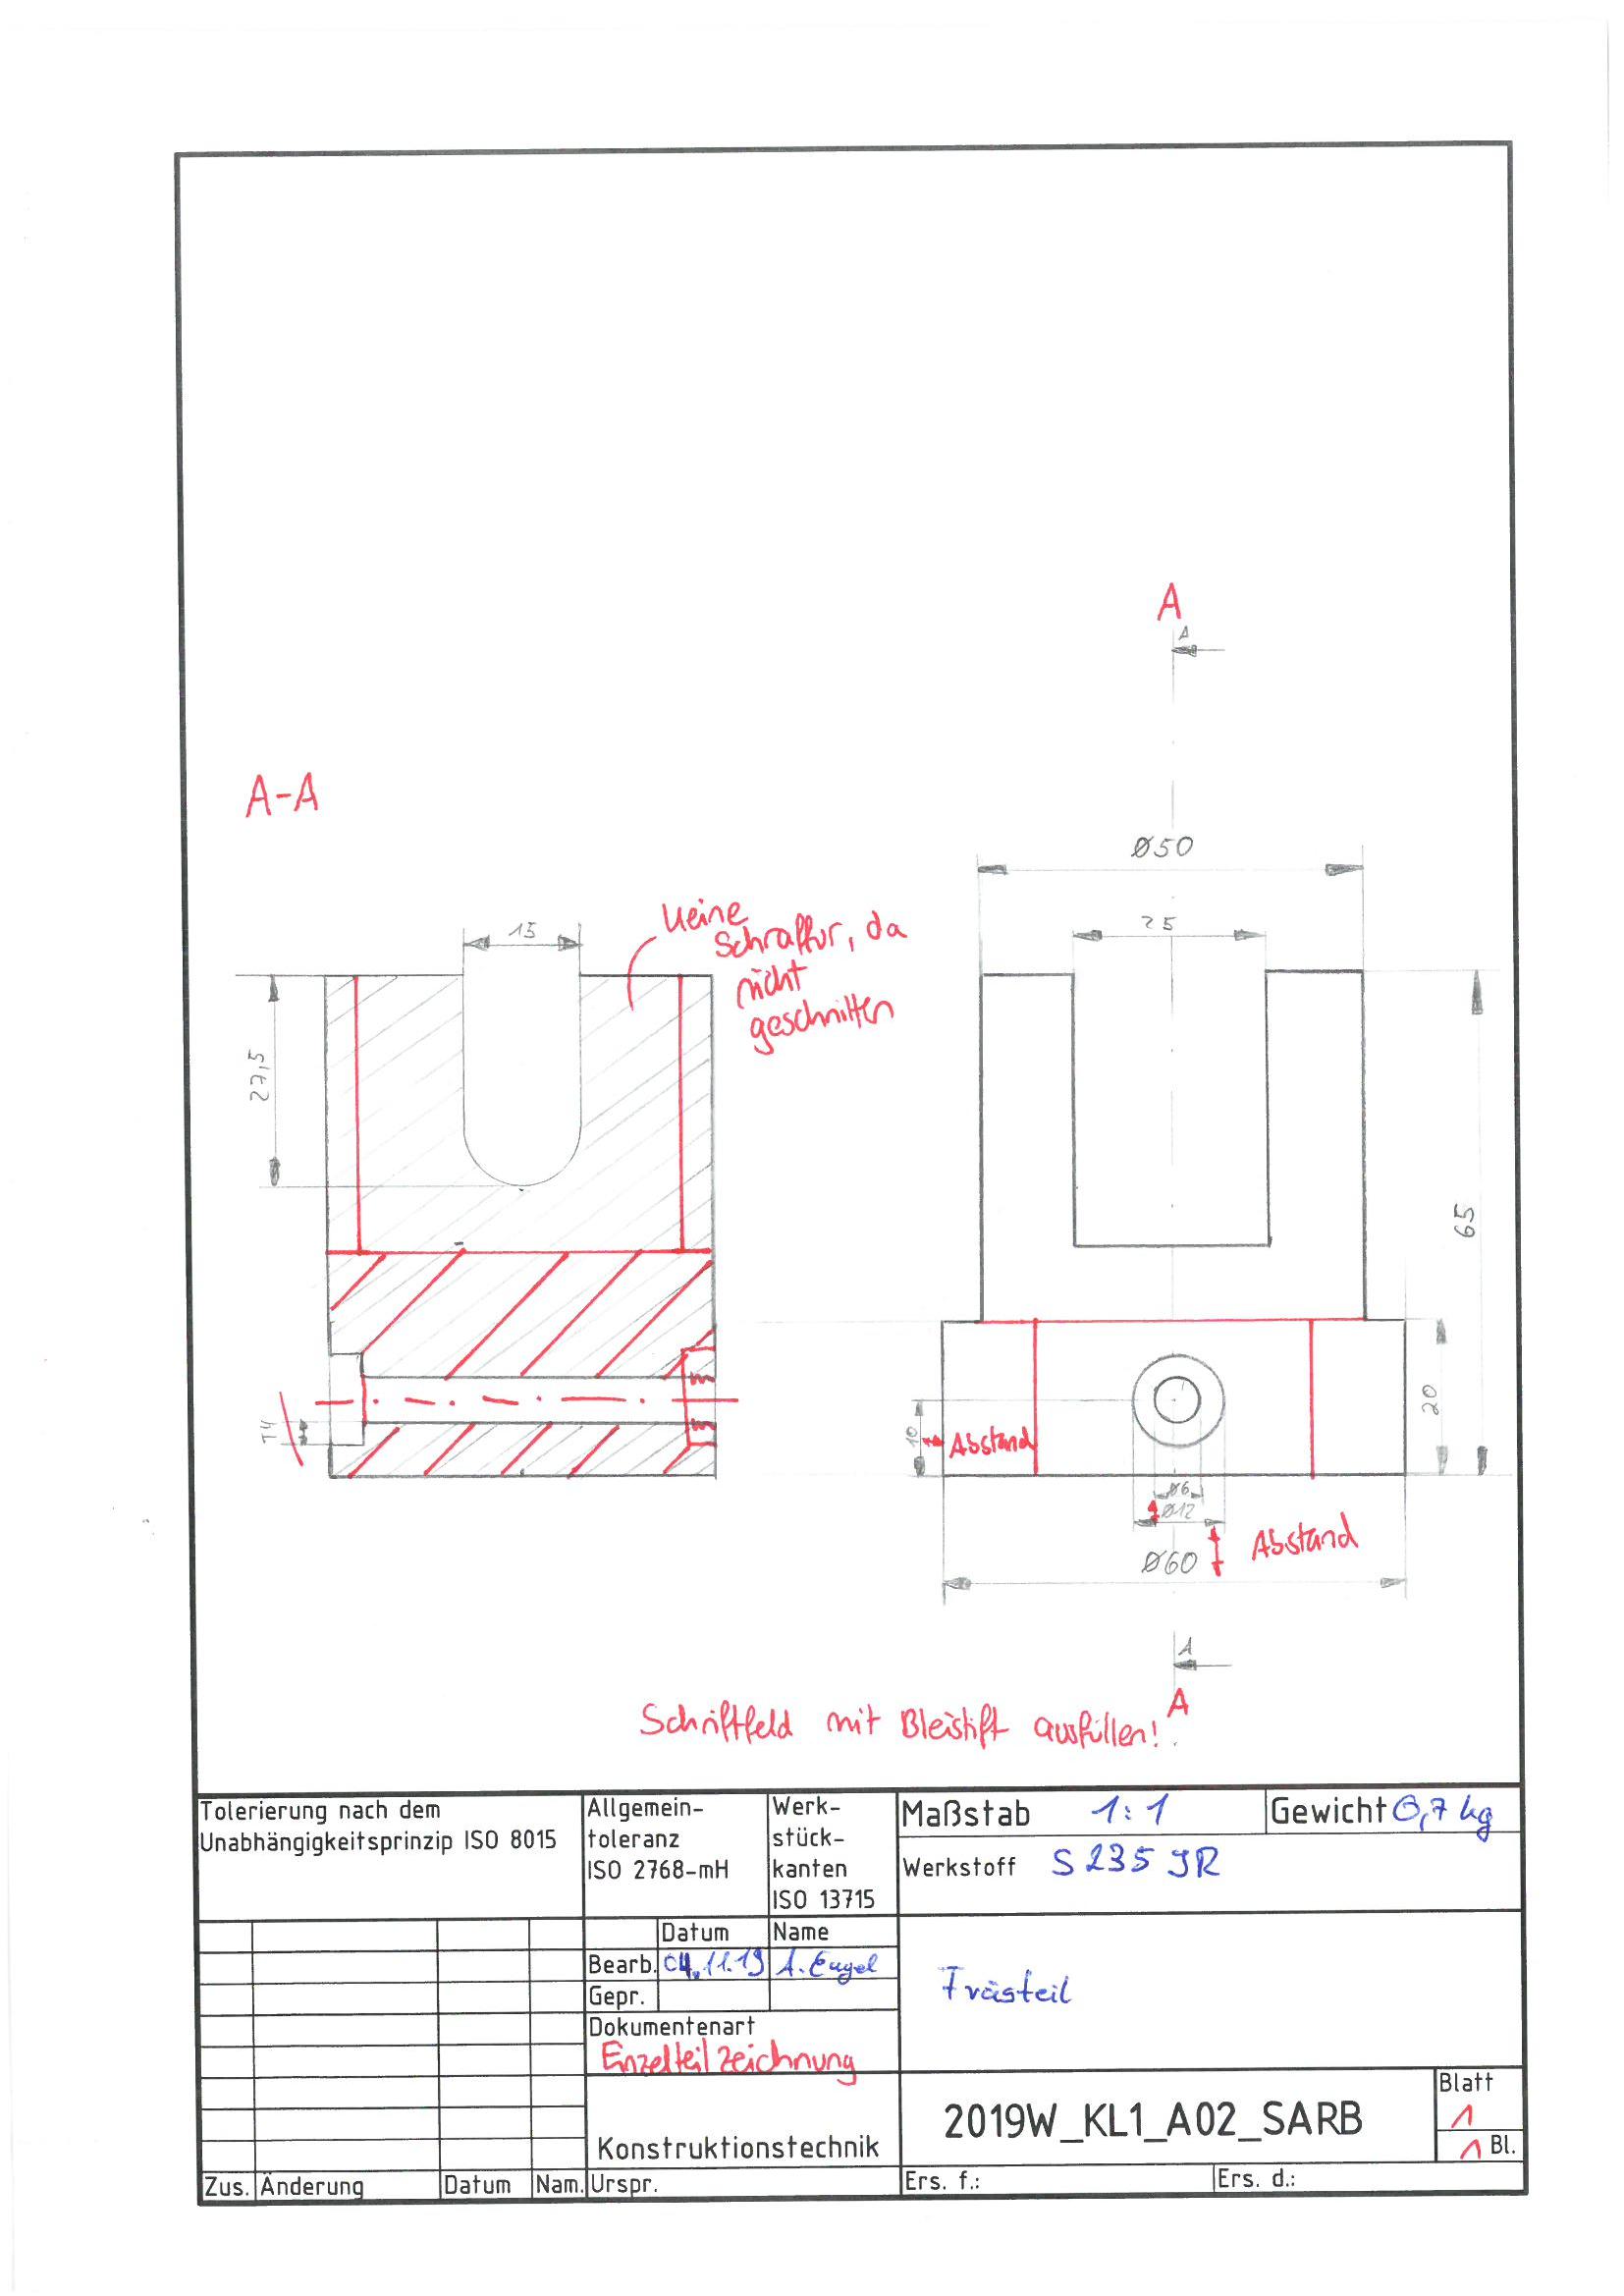 A
A
A-A
Ø50
keine
Schraffur, da
nicht
geschnitten
15
25
27,5
65
20
10
Abstand
T4
Ø6
Ø12
Abstand
Ø60
A
A
Schriftfeld mit Bleistift ausfüllen!
Tolerierung nach dem
Unabhängigkeitsprinzip ISO 8015
Allgemein-
toleranz
ISO 2768-mH
Werk-
stück-
kanten
ISO 13715
Maßstab 1:1
Gewicht 0,7 kg
Werkstoff S235JR
Datum Name
Bearb. 04.11.19 A. Engel
Gepr.
Frästeil
Dokumentenart
Einzelteilzeichnung
Konstruktionstechnik
2019W_KL1_A02_SARB
Blatt
1
1 Bl.
Zus. Änderung Datum Nam. Urspr. Ers. f.: Ers. d.: